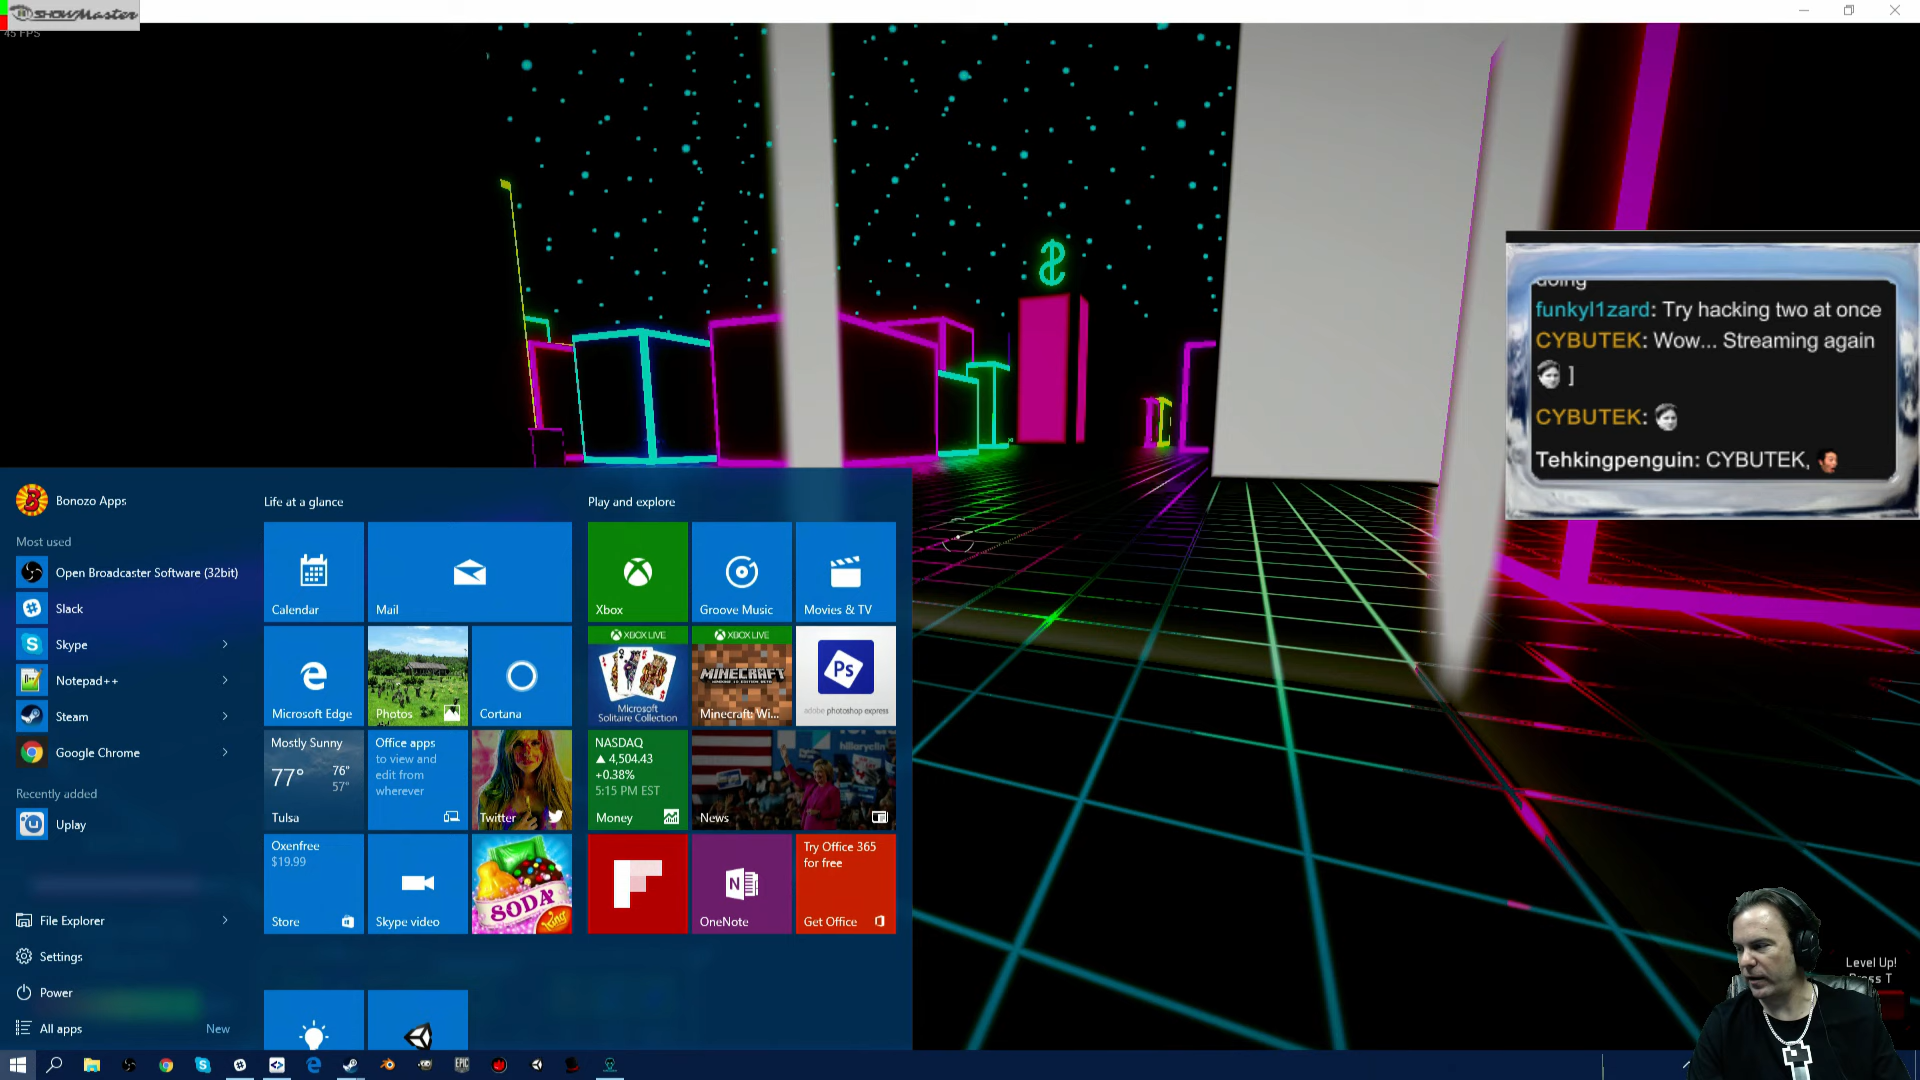 SHOWMaster
45 FPS
doing
funkyl1zard: Try hacking two at once
CYBUTEK: Wow... Streaming again
]
CYBUTEK:
Tehkingpenguin: CYBUTEK,
Bonozo Apps
Most used
Open Broadcaster Software (32bit)
Slack
Skype
Notepad++
Steam
Google Chrome
Recently added
Uplay
File Explorer
Settings
Power
All apps
New
Life at a glance
Calendar
Mail
Microsoft Edge
Photos
Cortana
Mostly Sunny
77°
76°
57°
Tulsa
Office apps
to view and
edit from
wherever
Twitter
Oxenfree
$19.99
Store
Skype video
SODA
Play and explore
Xbox
Groove Music
Movies & TV
XBOX LIVE
Microsoft
Solitaire Collection
XBOX LIVE
MINECRAFT
Minecraft: Wi...
Ps
adobe photoshop express
NASDAQ
▲ 4,504.43
+0.38%
5:15 PM EST
Money
News
OneNote
Try Office 365
for free
Get Office
EPIC
Level Up!
Press T